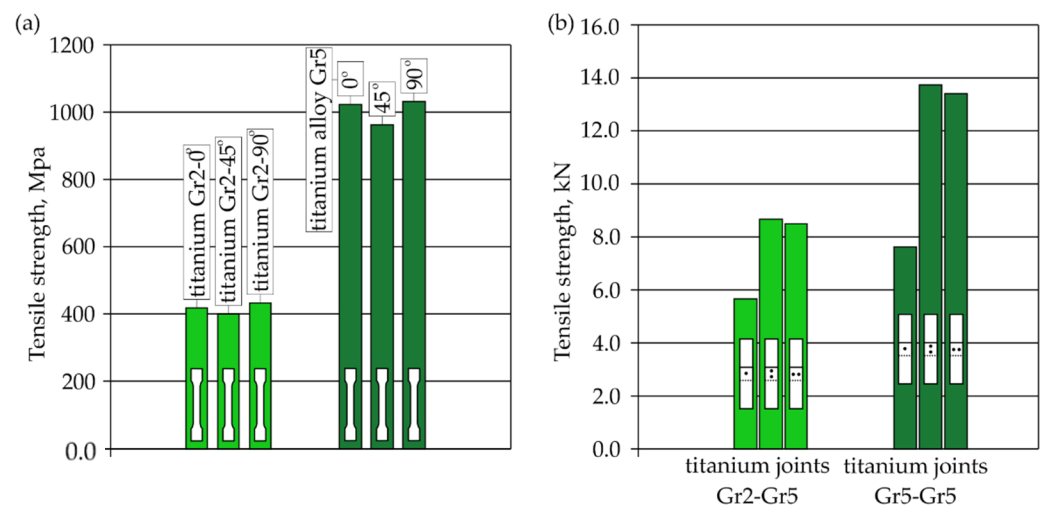 (a)
Tensile strength, Mpa
1200
1000
800
600
400
200
0.0
titanium Gr2-0°
titanium Gr2-45°
titanium Gr2-90°
titanium alloy Gr5
0°
45°
90°
(b)
Tensile strength, kN
16.0
14.0
12.0
10.0
8.0
6.0
4.0
2.0
0.0
titanium joints
Gr2-Gr5
titanium joints
Gr5-Gr5